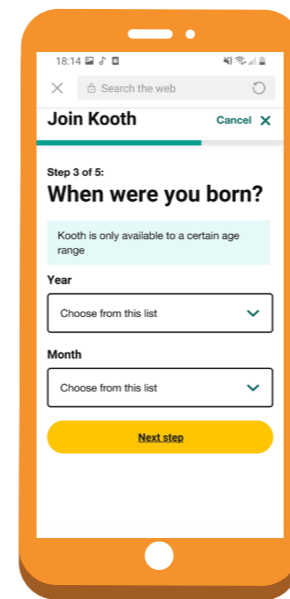 18:14
Search the web
Join Kooth
Cancel X
Step 3 of 5:
When were you born?
Kooth is only available to a certain age
range
Year
Choose from this list
Month
Choose from this list
Next step